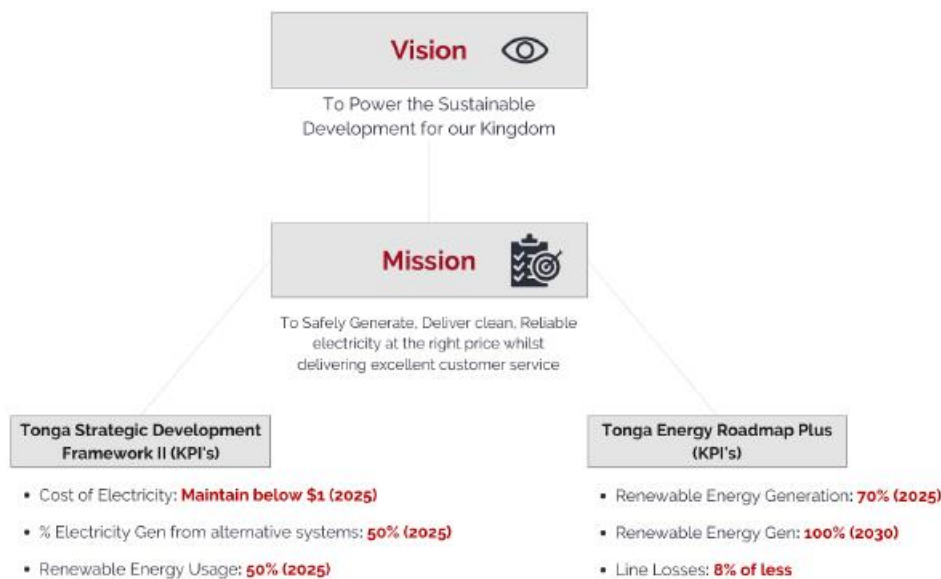 Vision
To Power the Sustainable
Development for our Kingdom
Mission
To Safely Generate, Deliver clean, Reliable
electricity at the right price whilst
delivering excellent customer service
Tonga Strategic Development
Framework II (KPI's)
• Cost of Electricity: Maintain below $1 (2025)
• % Electricity Gen from alternative systems: 50% (2025)
• Renewable Energy Usage: 50% (2025)
Tonga Energy Roadmap Plus
(KPI's)
• Renewable Energy Generation: 70% (2025)
• Renewable Energy Gen: 100% (2030)
• Line Losses: 8% of less